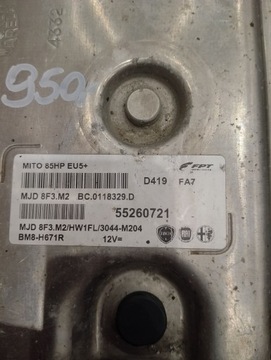 4332
950,-
MITO 85HP EU5+
FPT
D419 FA7
MJD 8F3.M2 BC.0118329.D
55260721
MJD 8F3.M2/HW1FL/3044-M204
BM8-H671R 12V=